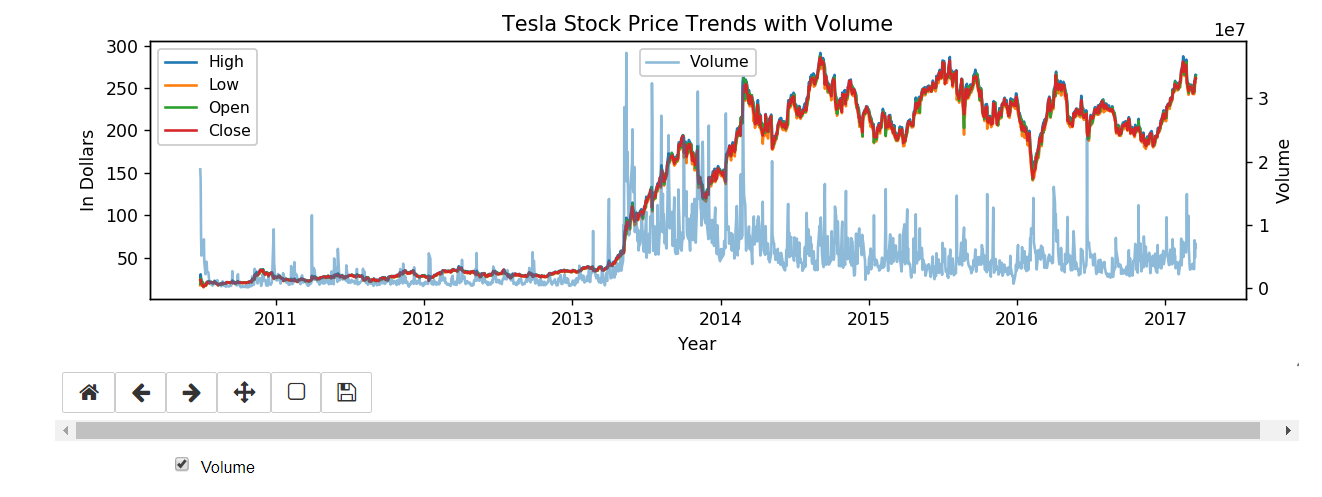 Tesla Stock Price Trends with Volume
1e7
High
Low
Open
Close
Volume
300
250
200
150
100
50
In Dollars
3
2
1
0
Volume
2011 2012 2013 2014 2015 2016 2017
Year
Volume